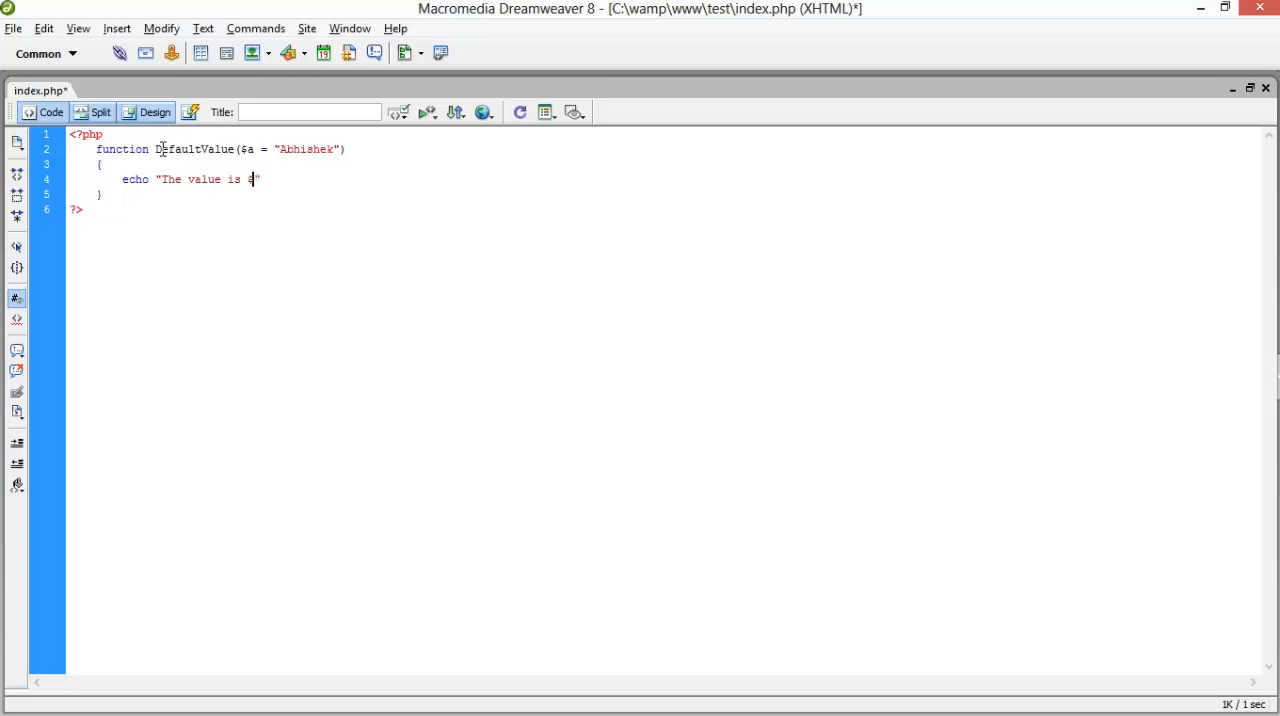 Macromedia Dreamweaver 8 - [C:\wamp\www\test\index.php (XHTML)*]
File Edit View Insert Modify Text Commands Site Window Help
Common
index.php*
Code Split Design Title:
1 <?php
2 function DefaultValue($a = "Abhishek")
3 {
4 echo "The value is "
5 }
6 ?>
1K / 1 sec